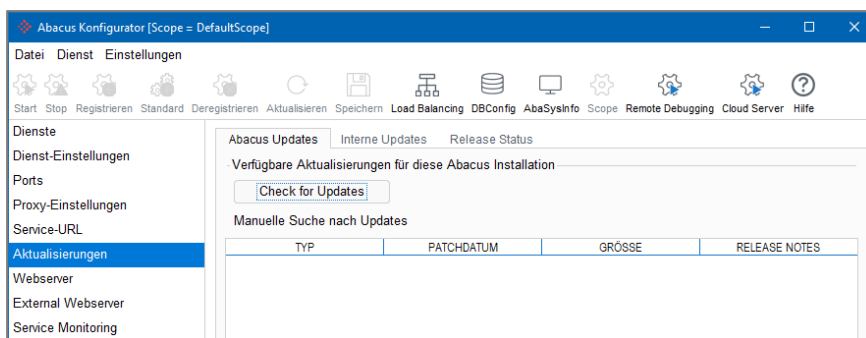 Abacus Konfigurator [Scope = DefaultScope]
Datei Dienst Einstellungen
Start Stop Registrieren Standard Deregistrieren Aktualisieren Speichern Load Balancing DBConfig AbaSysInfo Scope Remote Debugging Cloud Server Hilfe
Dienste
Dienst-Einstellungen
Ports
Proxy-Einstellungen
Service-URL
Aktualisierungen
Webserver
External Webserver
Service Monitoring
Abacus Updates Interne Updates Release Status
Verfügbare Aktualisierungen für diese Abacus Installation
Check for Updates
Manuelle Suche nach Updates
TYP PATCHDATUM GRÖSSE RELEASE NOTES